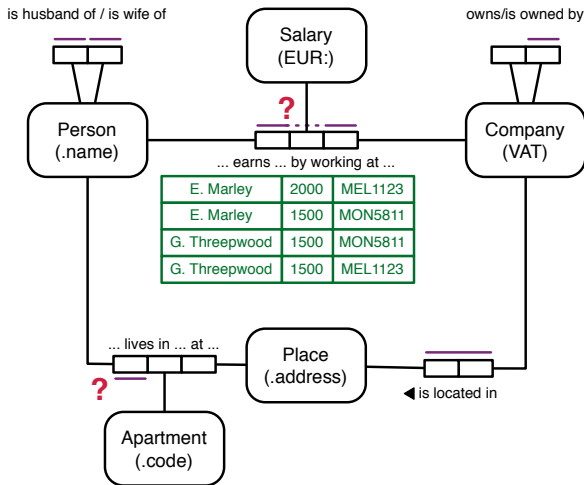 is husband of / is wife of
owns/is owned by
Salary
(EUR:)
?
Person
(.name)
Company
(VAT)
... earns ... by working at ...
E. Marley 2000 MEL1123
E. Marley 1500 MON5811
G. Threepwood 1500 MON5811
G. Threepwood 1500 MEL1123
... lives in ... at ...
Place
(.address)
?
◀ is located in
Apartment
(.code)